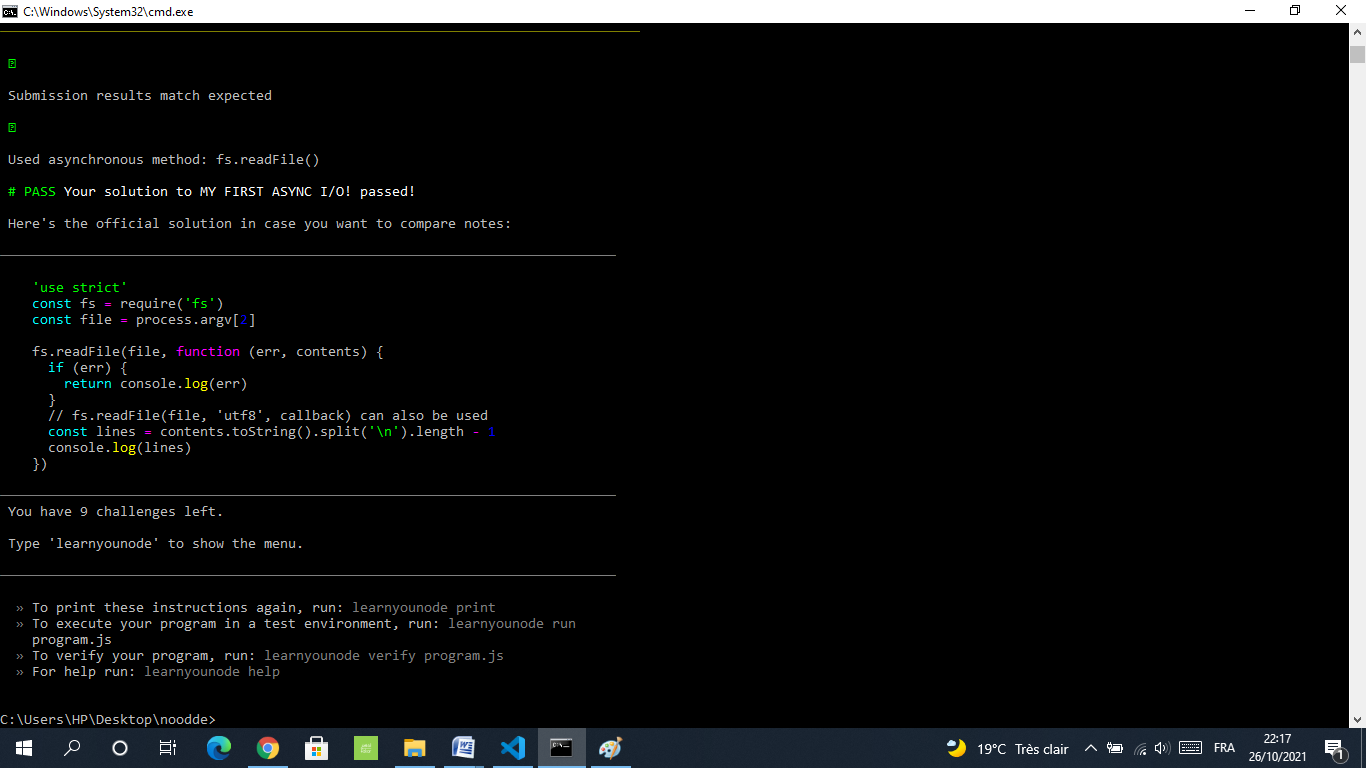 C:\Windows\System32\cmd.exe
Submission results match expected
Used asynchronous method: fs.readFile()
# PASS Your solution to MY FIRST ASYNC I/O! passed!
Here's the official solution in case you want to compare notes:
'use strict'
const fs = require('fs')
const file = process.argv[2]
fs.readFile(file, function (err, contents) {
if (err) {
return console.log(err)
}
// fs.readFile(file, 'utf8', callback) can also be used
const lines = contents.toString().split('\n').length - 1
console.log(lines)
})
You have 9 challenges left.
Type 'learnyounode' to show the menu.
» To print these instructions again, run: learnyounode print
» To execute your program in a test environment, run: learnyounode run
program.js
» To verify your program, run: learnyounode verify program.js
» For help run: learnyounode help
C:\Users\HP\Desktop\noodde>
19°C Très clair
FRA
22:17
26/10/2021
1